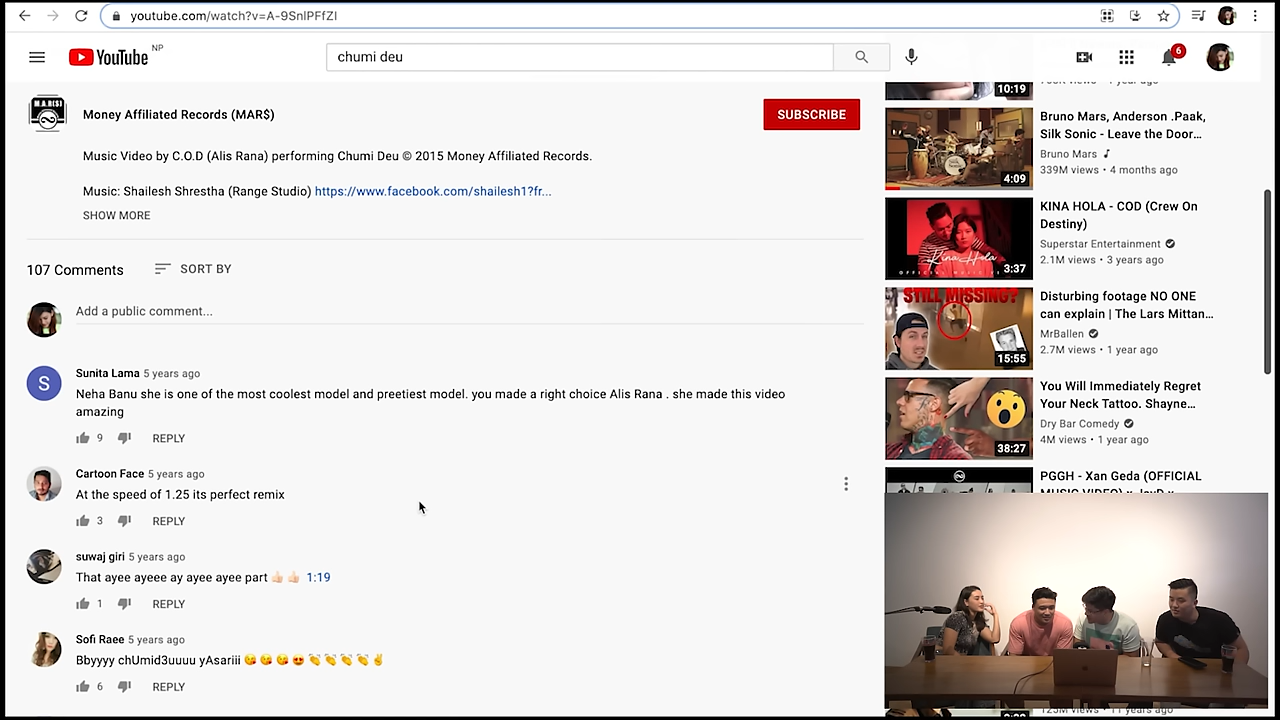 youtube.com/watch?v=A-9SnlPFfZI
YouTube NP
chumi deu
6
M.A.R($)
Money Affiliated Records (MAR$)
SUBSCRIBE
Music Video by C.O.D (Alis Rana) performing Chumi Deu © 2015 Money Affiliated Records.
Music: Shailesh Shrestha (Range Studio) https://www.facebook.com/shailesh1?fr...
SHOW MORE
107 Comments
SORT BY
Add a public comment...
S
Sunita Lama 5 years ago
Neha Banu she is one of the most coolest model and preetiest model. you made a right choice Alis Rana . she made this video
amazing
9 REPLY
Cartoon Face 5 years ago
At the speed of 1.25 its perfect remix
3 REPLY
suwaj giri 5 years ago
That ayee ayeee ay ayee ayee part 👍🏻 👍🏻 1:19
1 REPLY
Sofi Raee 5 years ago
Bbyyyy chUmid3uuuu yAsariii 😘 😘 😘 😍 👏 👏 👏 👏 ✌
6 REPLY
10:19
1 year ago
4:09
Bruno Mars, Anderson .Paak,
Silk Sonic - Leave the Door...
Bruno Mars
339M views • 4 months ago
Kina Hola
3:37
KINA HOLA - COD (Crew On
Destiny)
Superstar Entertainment
2.1M views • 3 years ago
STILL MISSING?
15:55
Disturbing footage NO ONE
can explain | The Lars Mittan...
MrBallen
2.7M views • 1 year ago
38:27
You Will Immediately Regret
Your Neck Tattoo. Shayne...
Dry Bar Comedy
4M views • 1 year ago
PGGH - Xan Geda (OFFICIAL
MUSIC VIDEO)